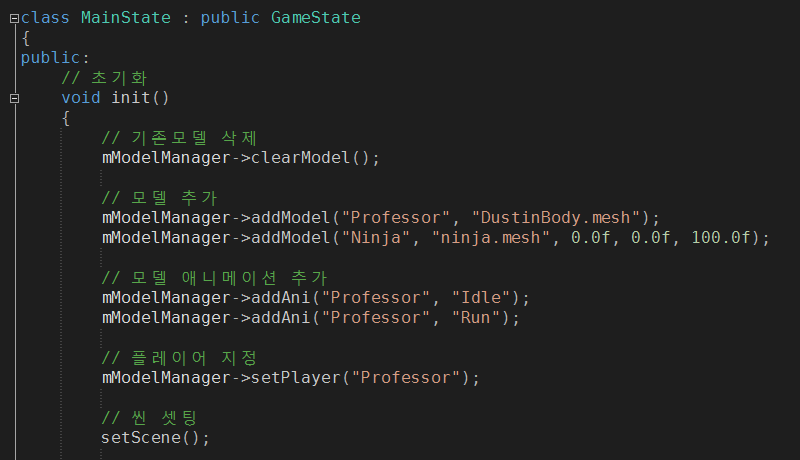 class MainState : public GameState
{
public:
// 초기화
void init()
{
// 기존모델 삭제
mModelManager->clearModel();
// 모델 추가
mModelManager->addModel("Professor", "DustinBody.mesh");
mModelManager->addModel("Ninja", "ninja.mesh", 0.0f, 0.0f, 100.0f);
// 모델 애니메이션 추가
mModelManager->addAni("Professor", "Idle");
mModelManager->addAni("Professor", "Run");
// 플레이어 지정
mModelManager->setPlayer("Professor");
// 씬 셋팅
setScene();